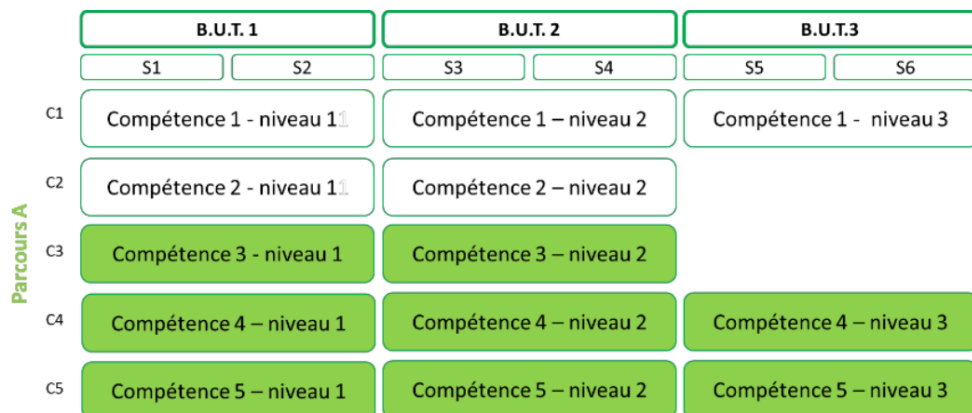 B.U.T. 1 B.U.T. 2 B.U.T.3
S1 S2 S3 S4 S5 S6
C1 Compétence 1 - niveau 11 Compétence 1 – niveau 2 Compétence 1 - niveau 3
C2 Compétence 2 - niveau 11 Compétence 2 – niveau 2
Parcours A
C3 Compétence 3 - niveau 1 Compétence 3 – niveau 2
C4 Compétence 4 – niveau 1 Compétence 4 – niveau 2 Compétence 4 – niveau 3
C5 Compétence 5 – niveau 1 Compétence 5 – niveau 2 Compétence 5 – niveau 3